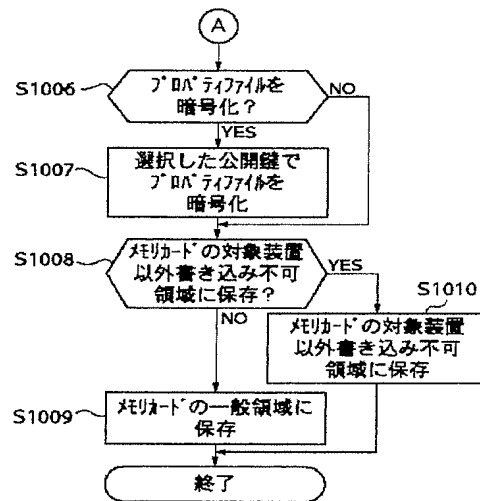 A
S1006
ﾌﾟﾛﾊﾟﾃｨﾌｧｲﾙを
暗号化？
NO
YES
S1007
選択した公開鍵で
ﾌﾟﾛﾊﾟﾃｨﾌｧｲﾙを
暗号化
S1008
ﾒﾓﾘｶｰﾄﾞの対象装置
以外書き込み不可
領域に保存？
YES
NO
S1010
ﾒﾓﾘｶｰﾄﾞの対象装置
以外書き込み不可
領域に保存
S1009
ﾒﾓﾘｶｰﾄﾞの一般領域に
保存
終了